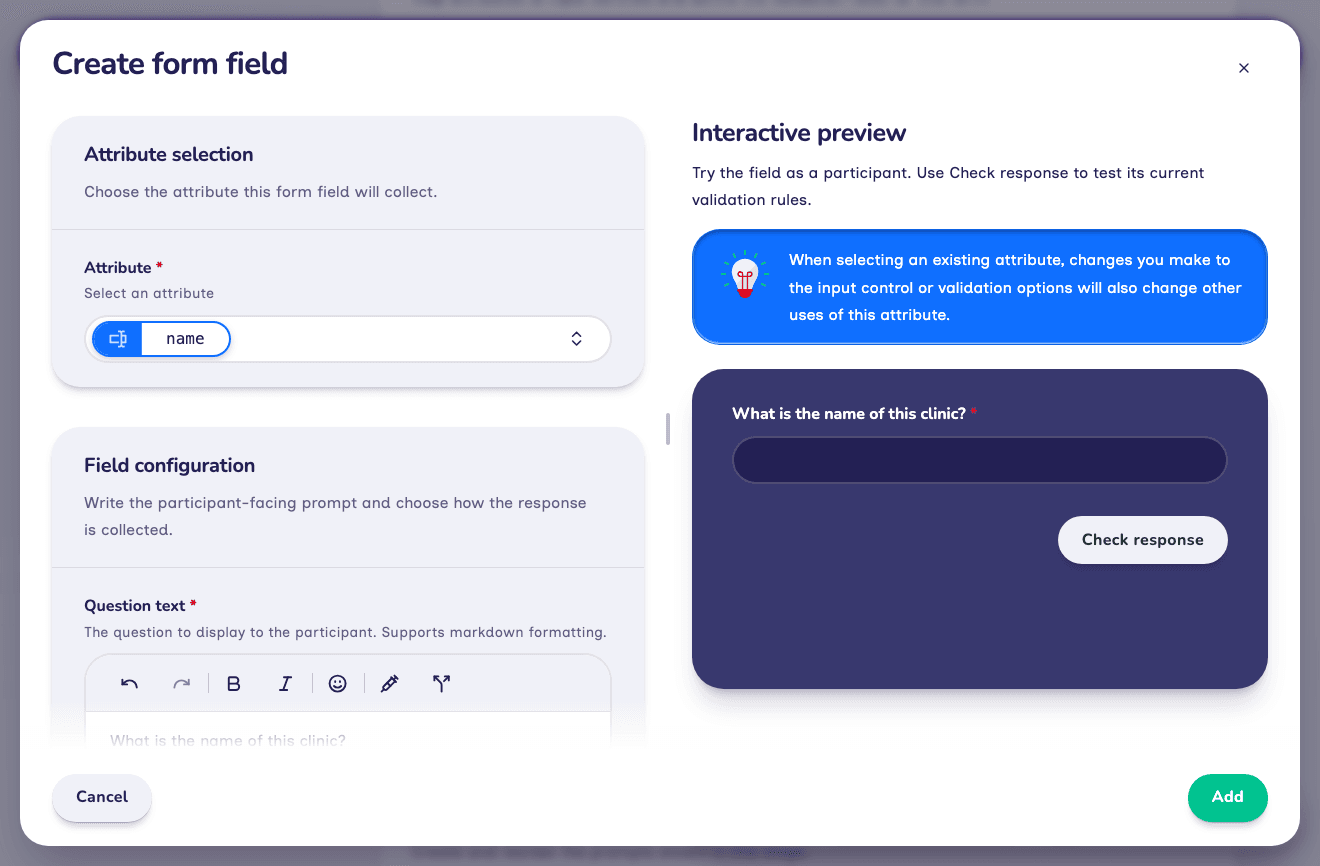 Create form field
Attribute selection
Choose the attribute this form field will collect.
Attribute *
Select an attribute
name
Field configuration
Write the participant-facing prompt and choose how the response
is collected.
Question text *
The question to display to the participant. Supports markdown formatting.
B I
What is the name of this clinic?
Interactive preview
Try the field as a participant. Use Check response to test its current
validation rules.
When selecting an existing attribute, changes you make to
the input control or validation options will also change other
uses of this attribute.
What is the name of this clinic? *
Check response
Cancel
Add